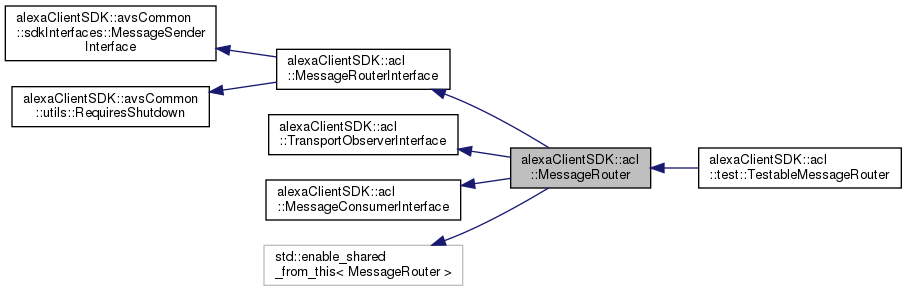 alexaClientSDK::avsCommon
::sdkInterfaces::MessageSender
Interface
alexaClientSDK::avsCommon
::utils::RequiresShutdown
alexaClientSDK::acl
::MessageRouterInterface
alexaClientSDK::acl
::TransportObserverInterface
alexaClientSDK::acl
::MessageConsumerInterface
std::enable_shared
_from_this< MessageRouter >
alexaClientSDK::acl
::MessageRouter
alexaClientSDK::acl
::test::TestableMessageRouter